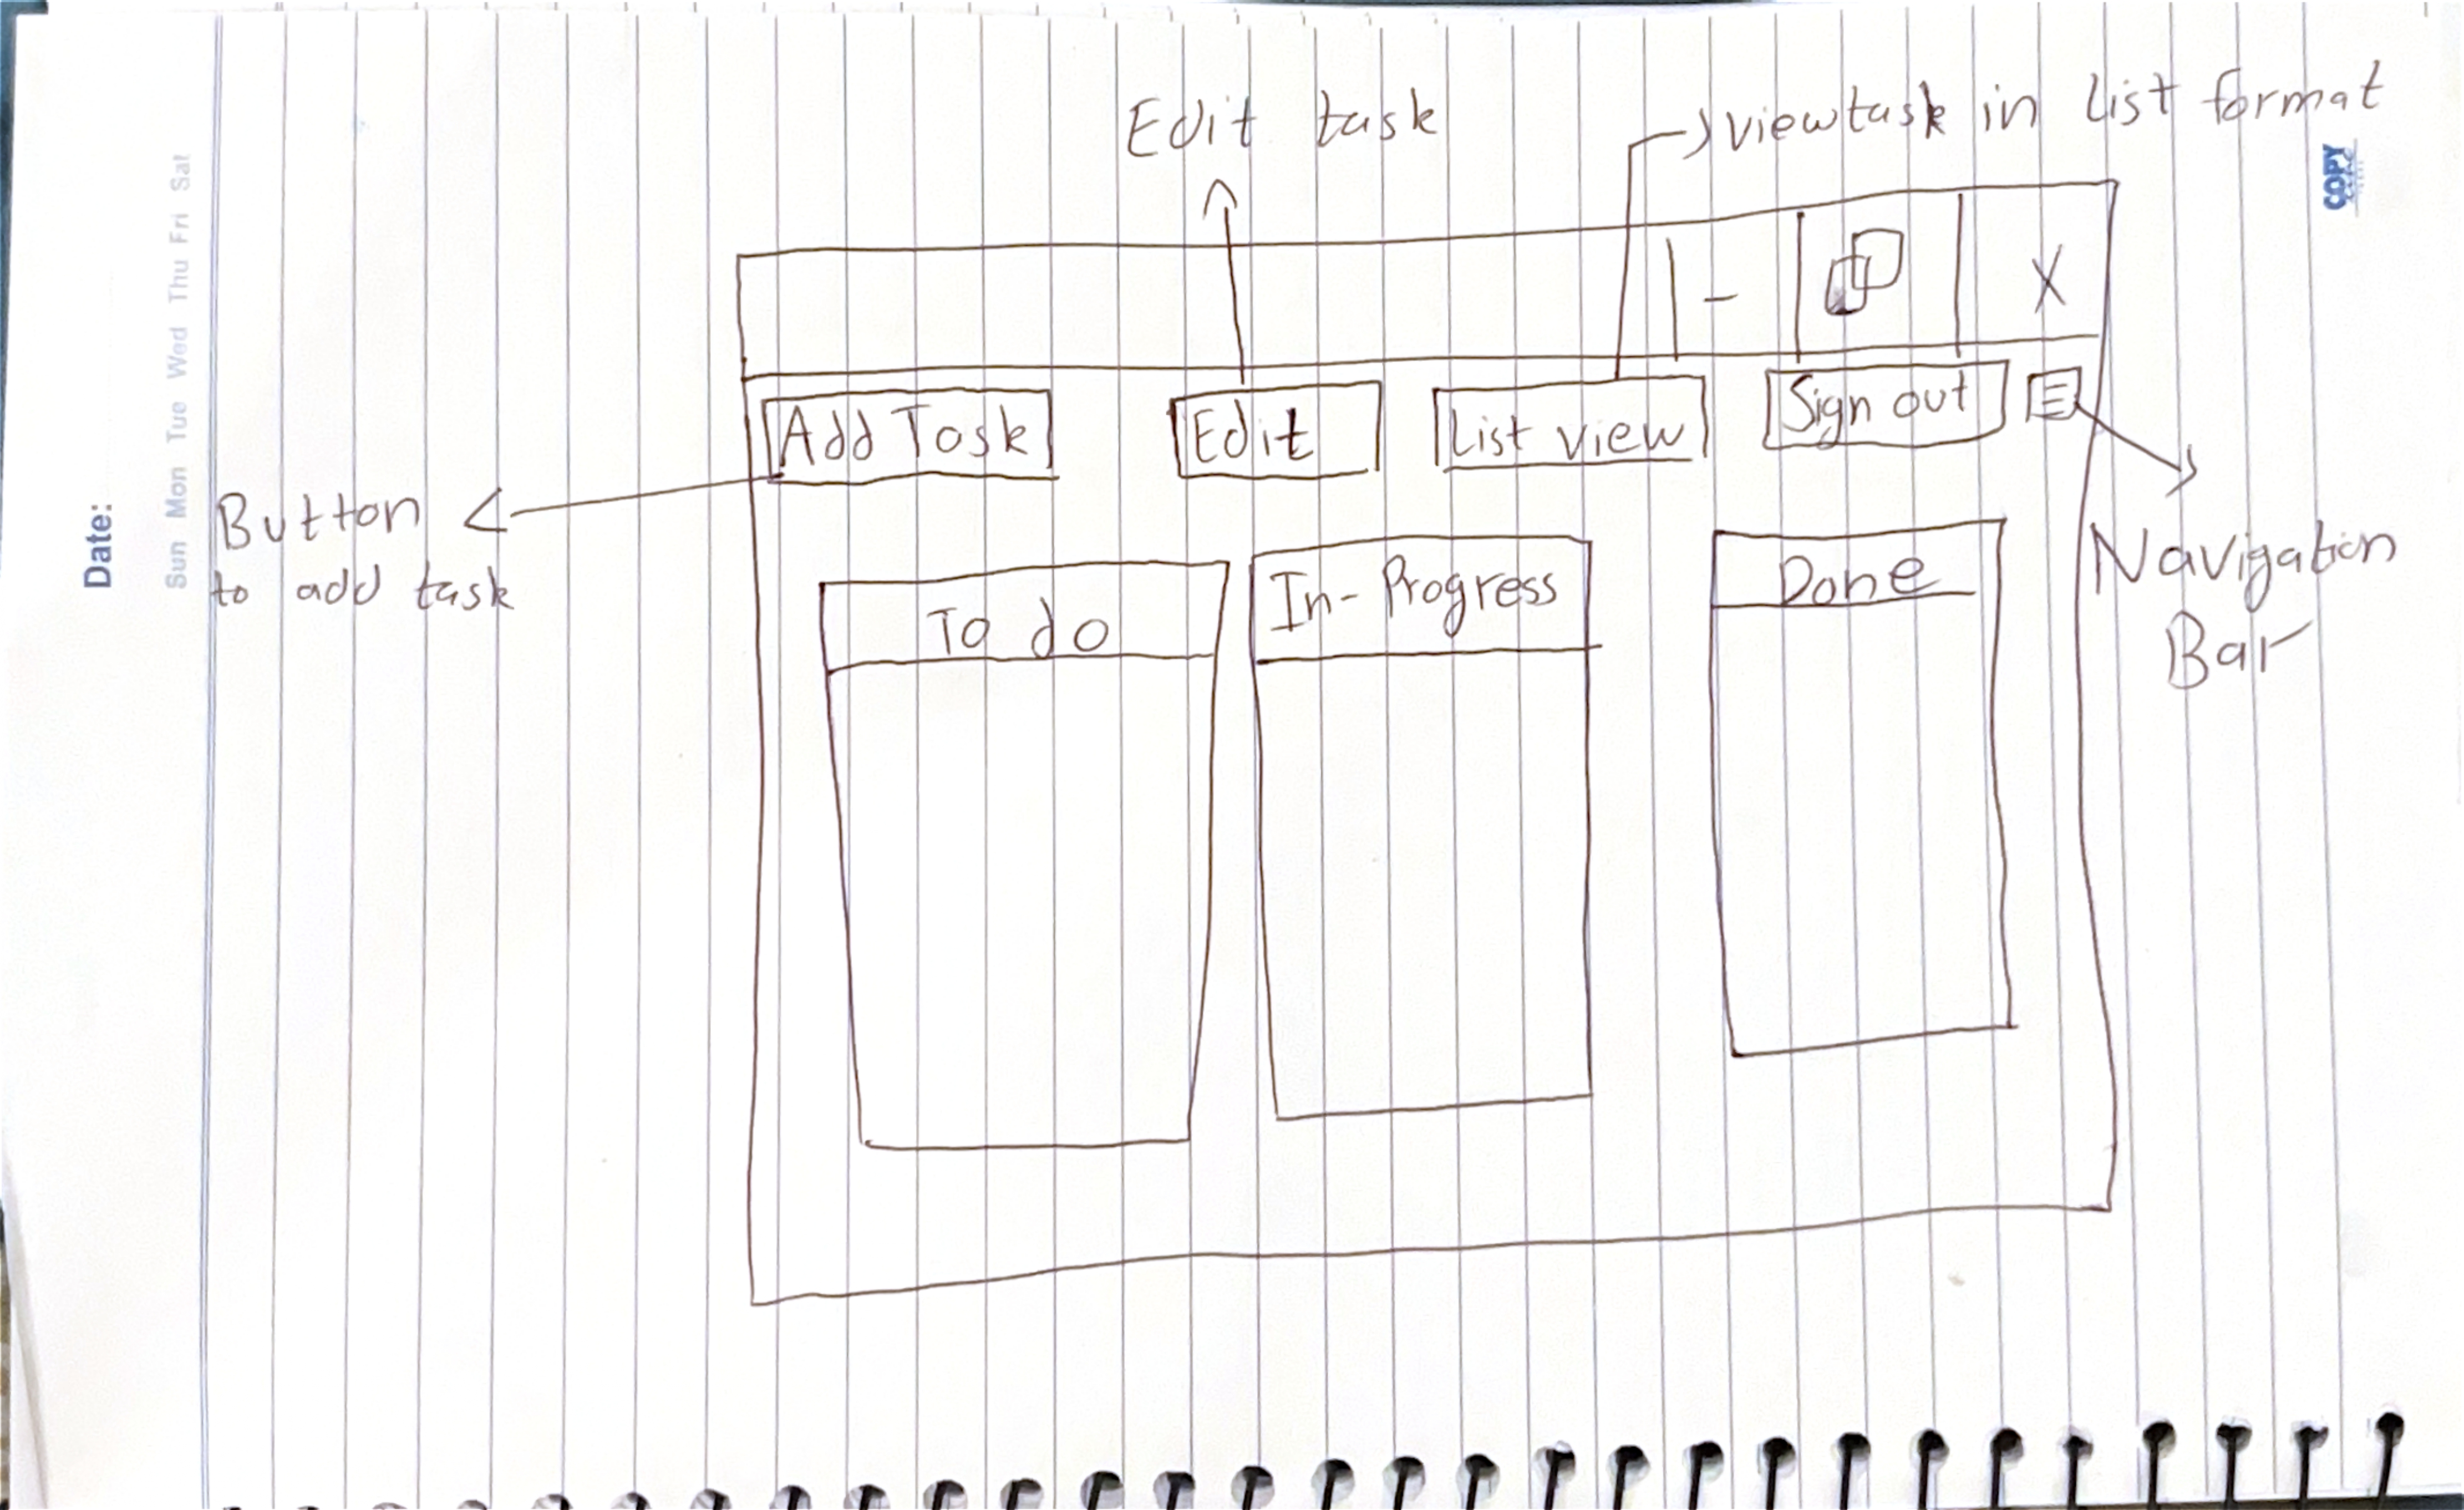 Edit task
viewtask in list format
COPY
- X
Add Task
Edit
List view
Sign out
Button
to add task
Navigation
Bar
To do
In-Progress
Done
Date:
Sun Mon Tue Wed Thu Fri Sat